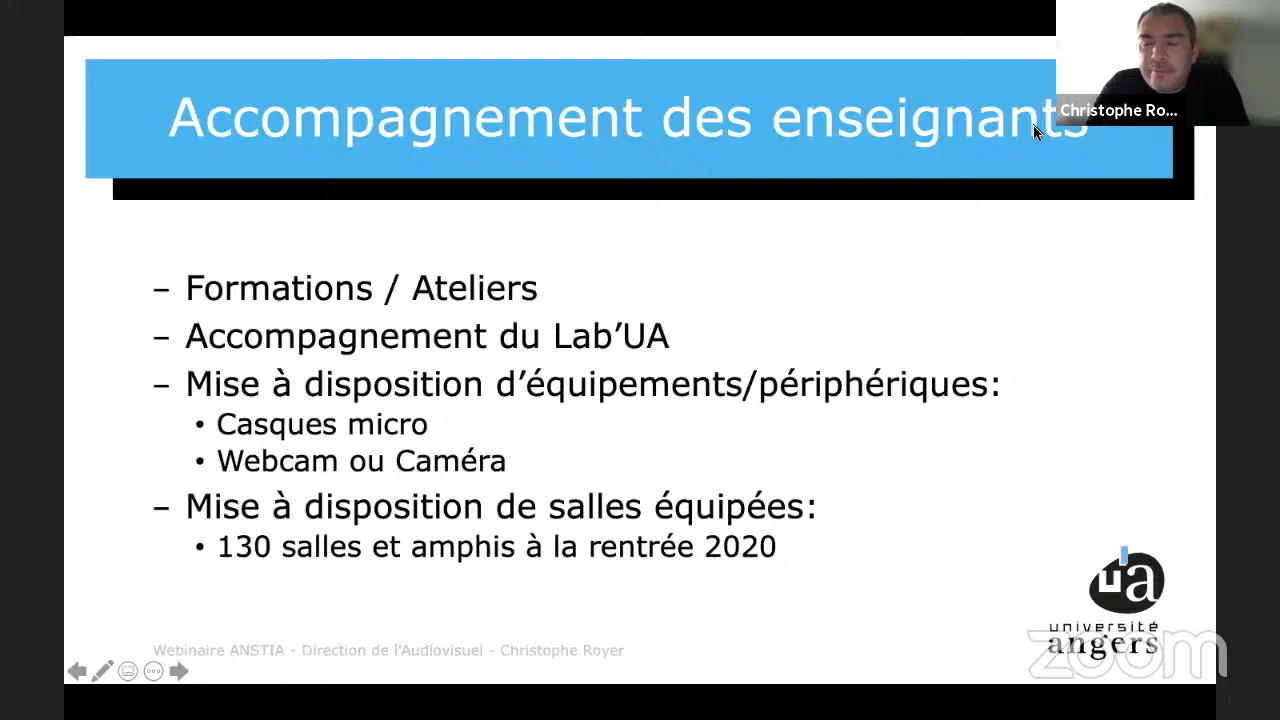 Accompagnement des enseignants
Christophe Ro...
– Formations / Ateliers
– Accompagnement du Lab’UA
– Mise à disposition d’équipements/périphériques:
• Casques micro
• Webcam ou Caméra
– Mise à disposition de salles équipées:
• 130 salles et amphis à la rentrée 2020
ua
université
angers
zoom
Webinaire ANSTIA - Direction de l'Audiovisuel - Christophe Royer